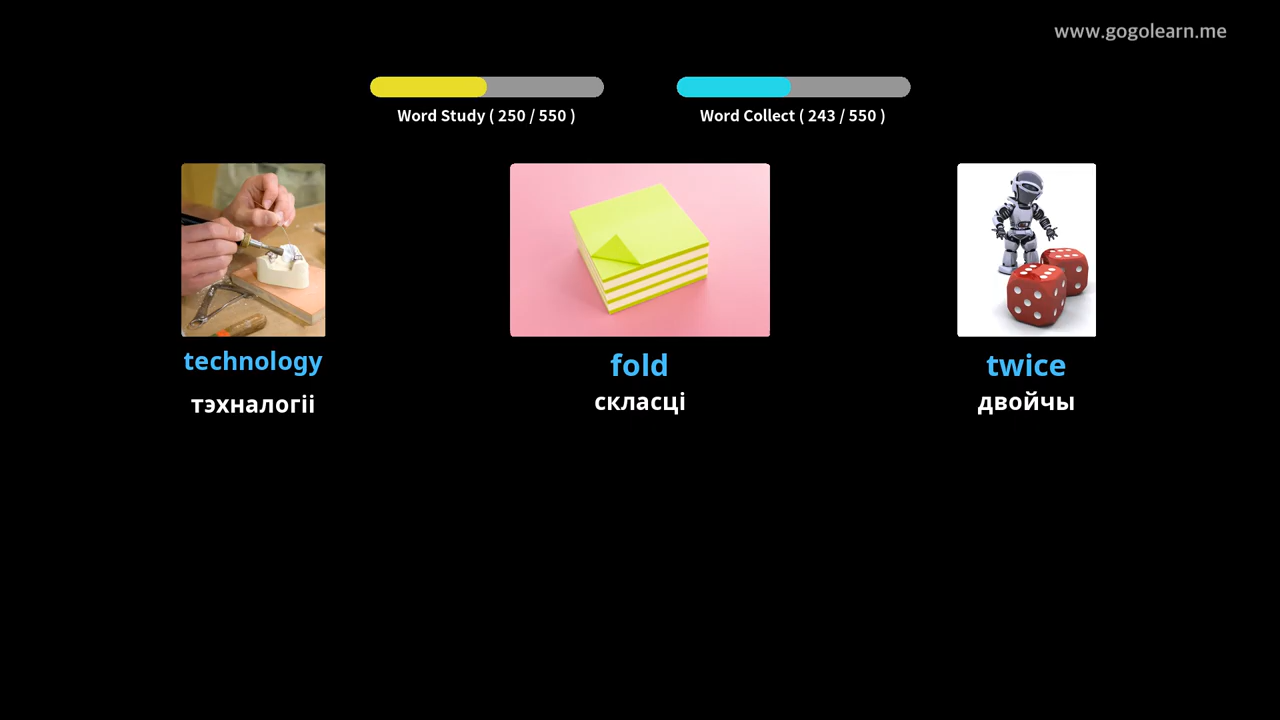 www.gogolearn.me
Word Study ( 250 / 550 )
Word Collect ( 243 / 550 )
technology
тэхналогіі
fold
скласці
twice
двойчы